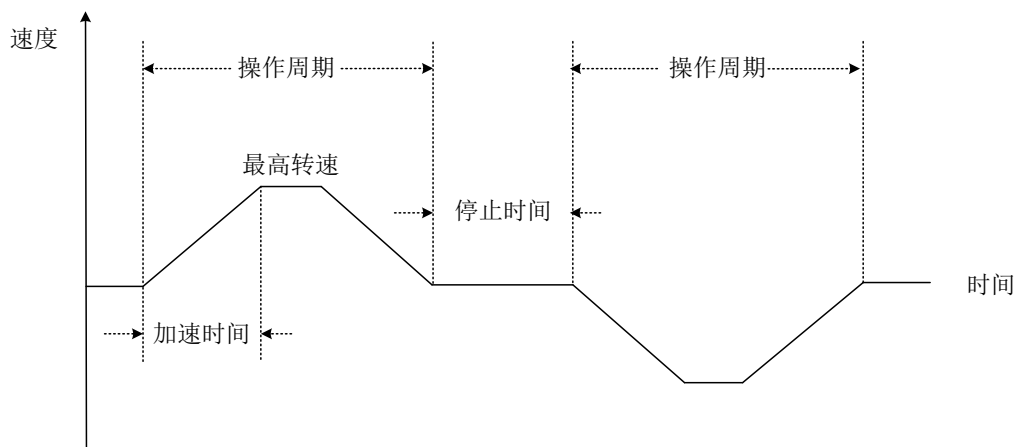 速度
操作周期
操作周期
最高转速
停止时间
时间
加速时间